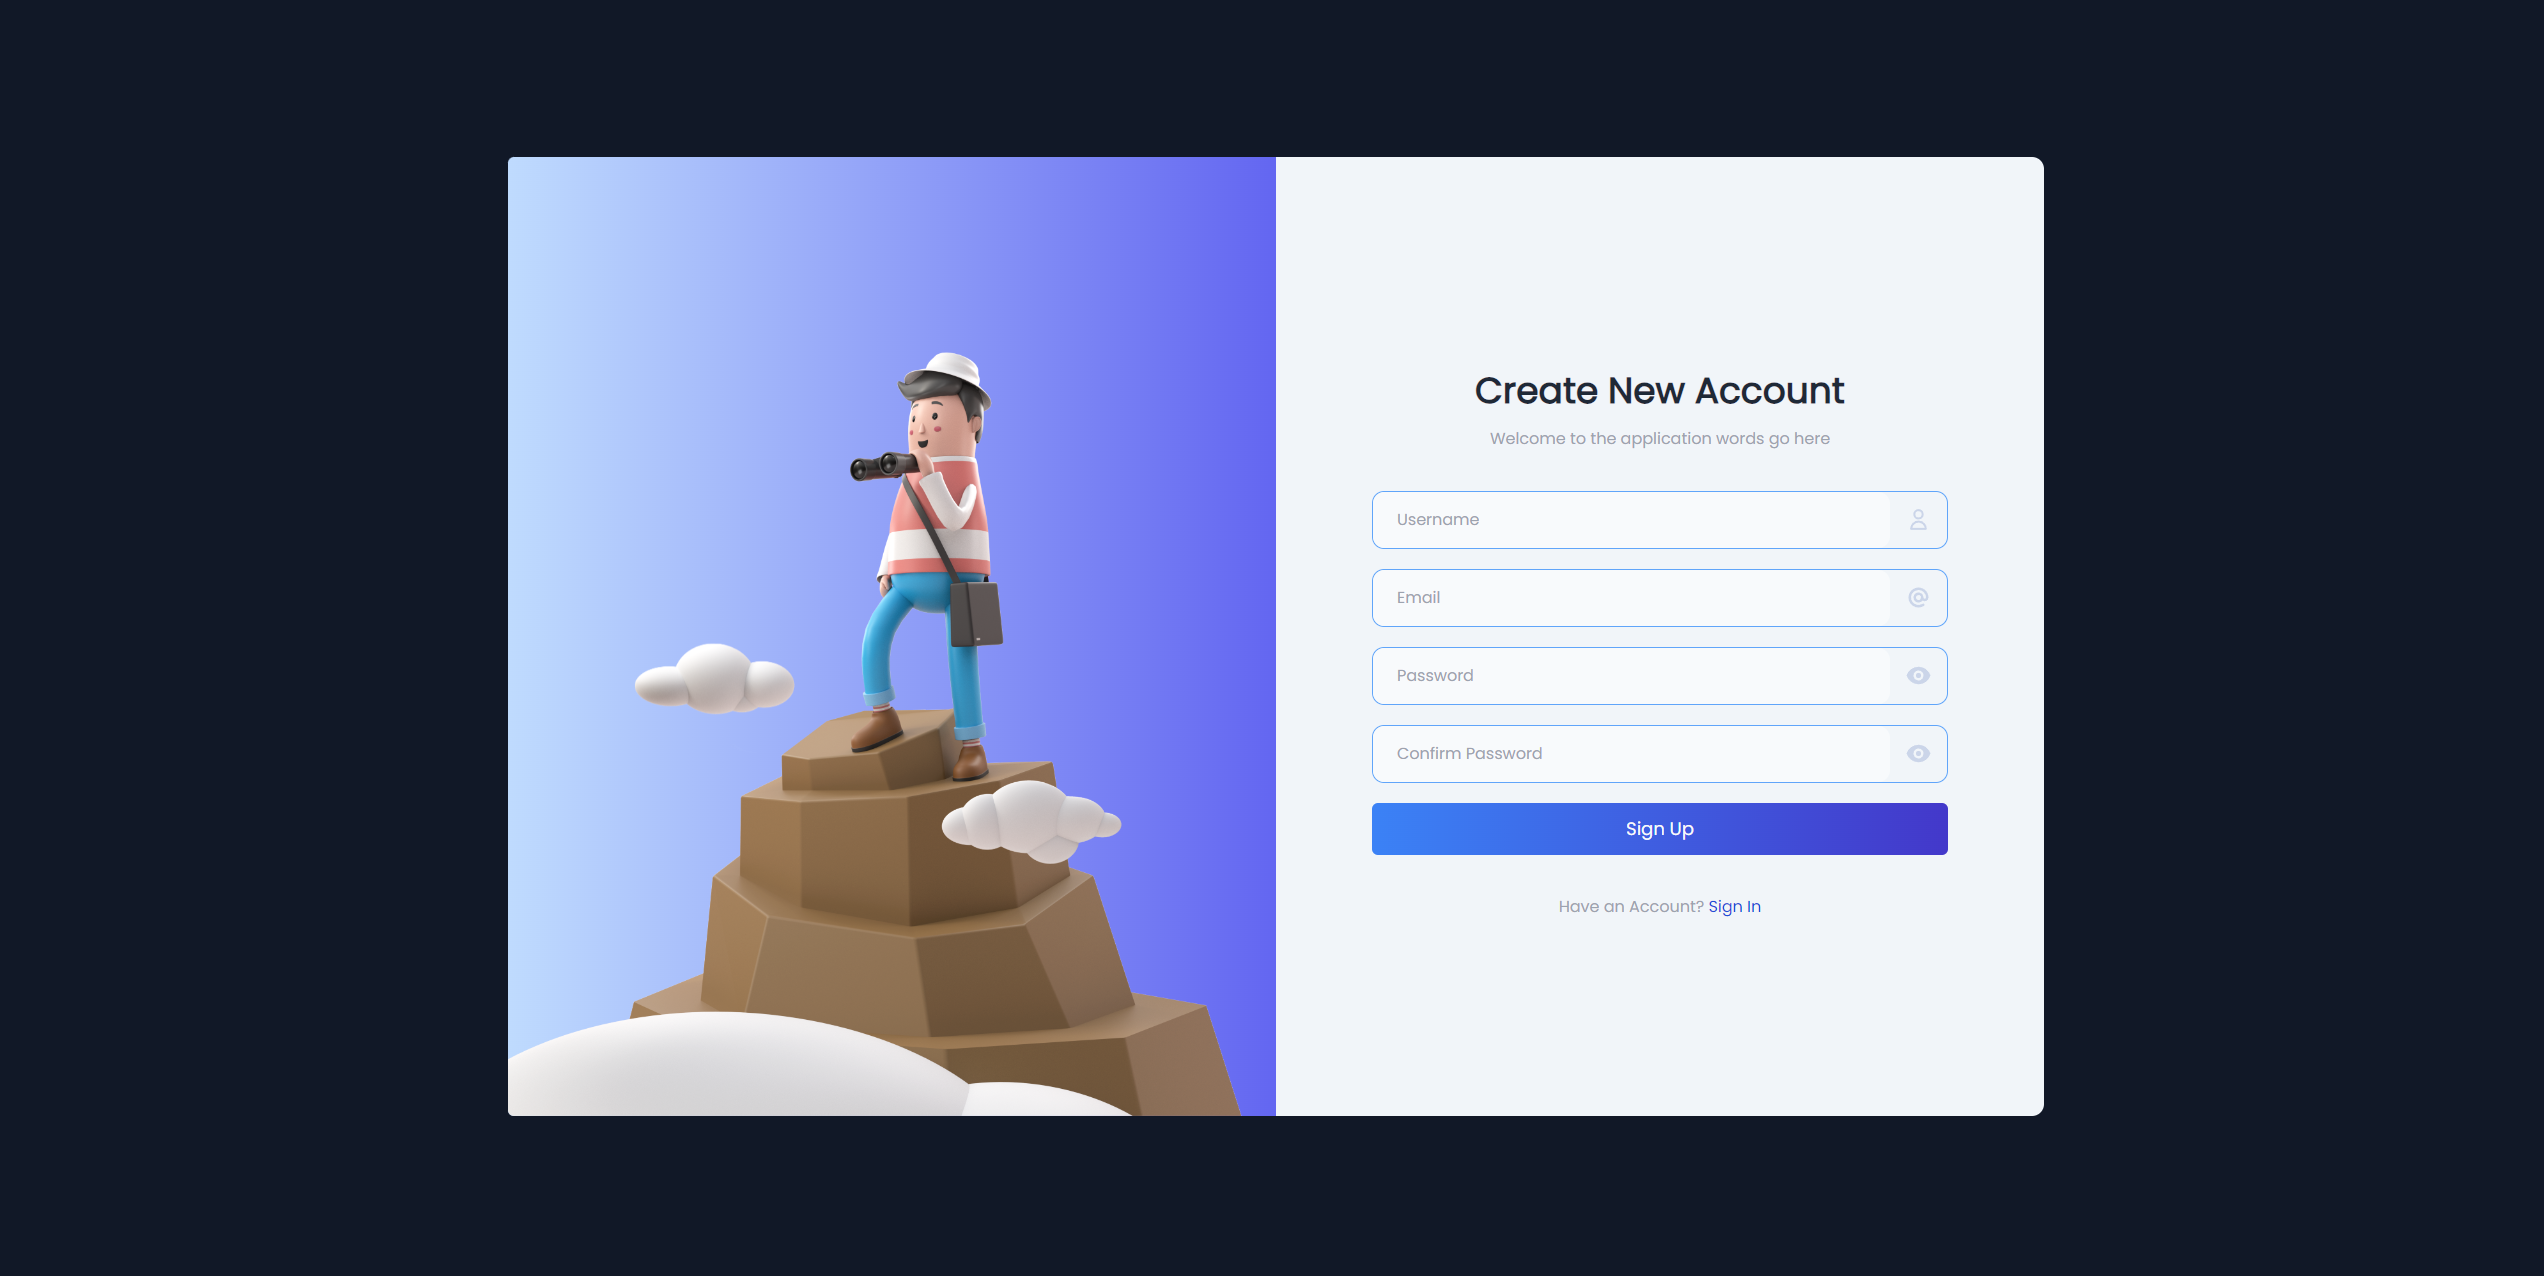 Create New Account
Welcome to the application words go here
Username
Email
Password
Confirm Password
Sign Up
Have an Account? Sign In